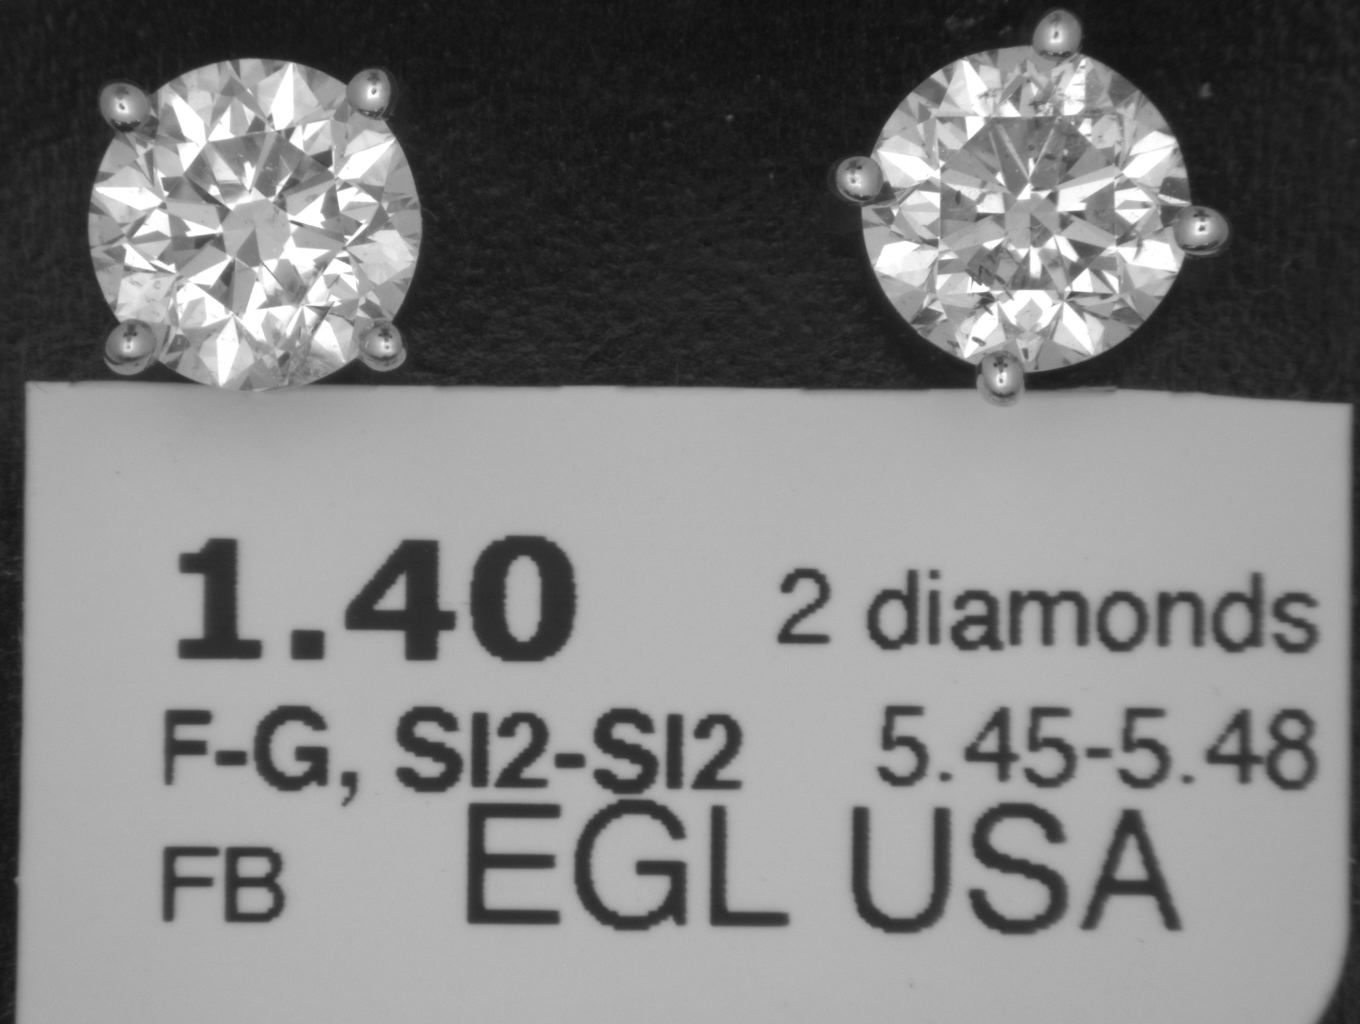 1.40 2 diamonds
F-G, SI2-SI2 5.45-5.48
FB EGL USA